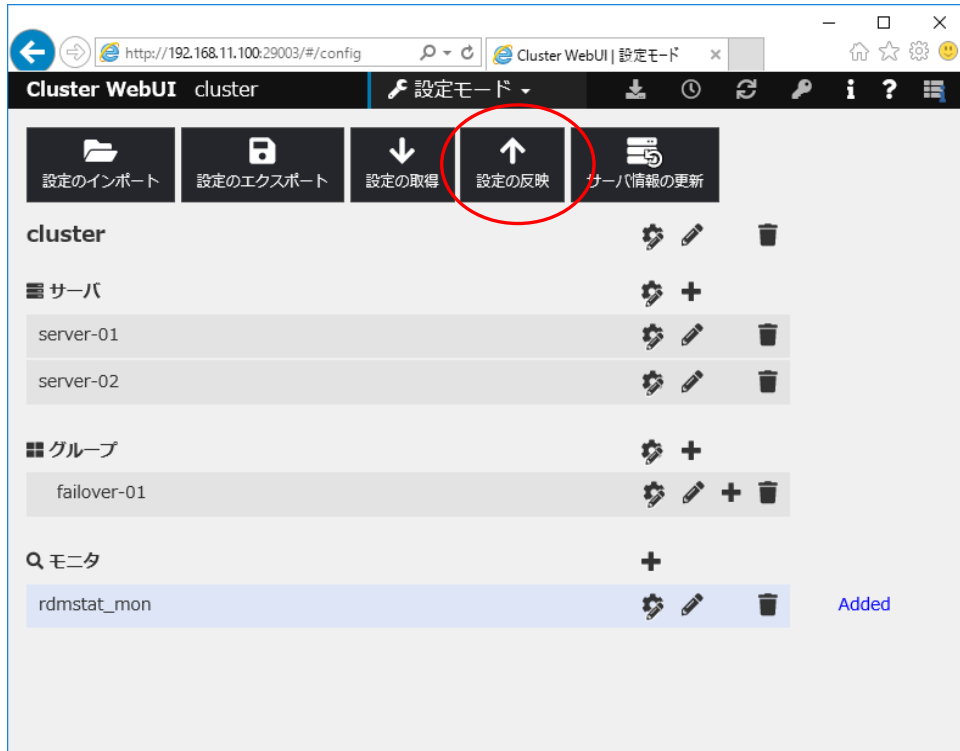 http://192.168.11.100:29003/#/config
Cluster WebUI | 設定モード
Cluster WebUI cluster 設定モード
設定のインポート 設定のエクスポート 設定の取得 設定の反映 サーバ情報の更新
cluster
サーバ
server-01
server-02
グループ
failover-01
モニタ
rdmstat_mon Added